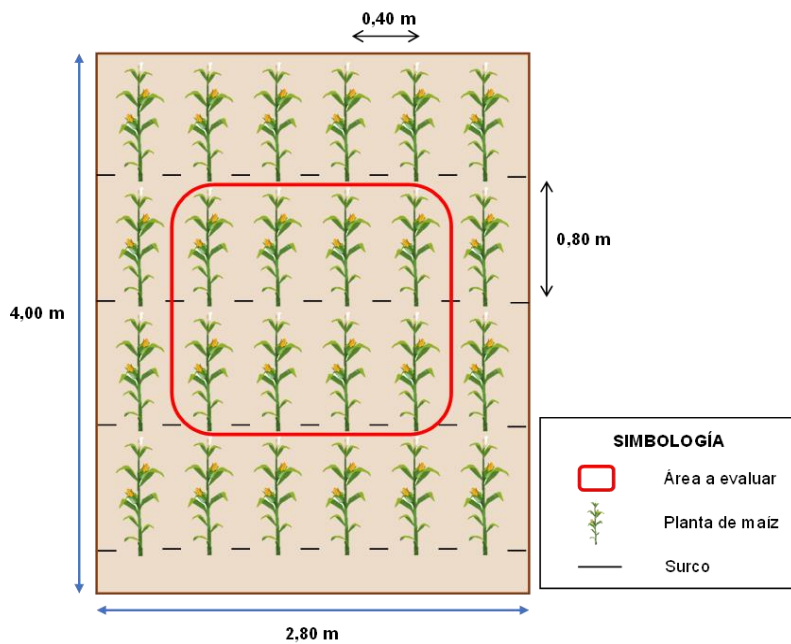 0,40 m
0,80 m
4,00 m
2,80 m
SIMBOLOGÍA
Área a evaluar
Planta de maíz
Surco